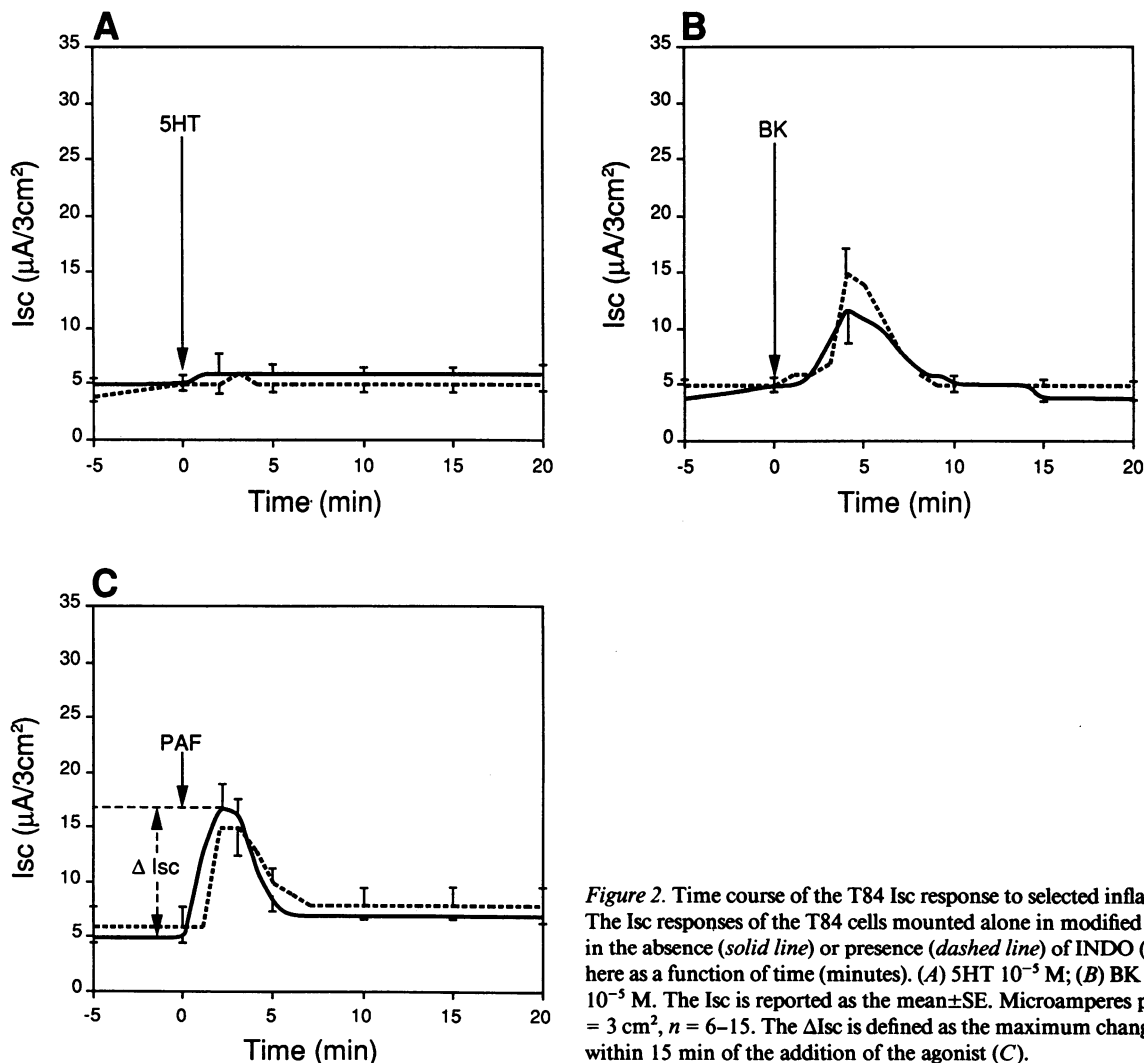 A
35
30
25
20
15
10
5
0
Isc (μA/3cm²)
5HT
-5 0 5 10 15 20
Time (min)
B
35
30
25
20
15
10
5
0
Isc (μA/3cm²)
BK
-5 0 5 10 15 20
Time (min)
C
35
30
25
20
15
10
5
0
Isc (μA/3cm²)
PAF
Δ Isc
-5 0 5 10 15 20
Time (min)
Figure 2. Time course of the T84 Isc response to selected infla
The Isc responses of the T84 cells mounted alone in modified
in the absence (solid line) or presence (dashed line) of INDO (
here as a function of time (minutes). (A) 5HT 10⁻⁵ M; (B) BK
10⁻⁵ M. The Isc is reported as the mean±SE. Microamperes p
= 3 cm², n = 6–15. The ΔIsc is defined as the maximum chang
within 15 min of the addition of the agonist (C).